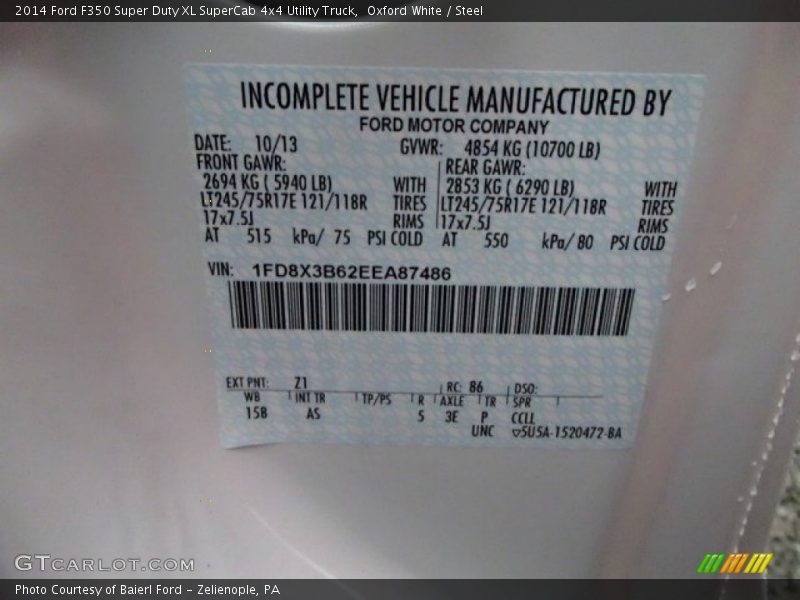 2014 Ford F350 Super Duty XL SuperCab 4x4 Utility Truck,  Oxford White / Steel
INCOMPLETE VEHICLE MANUFACTURED BY
FORD MOTOR COMPANY
DATE: 10/13 GVWR: 4854 KG (10700 LB)
FRONT GAWR: REAR GAWR:
2694 KG ( 5940 LB) WITH 2853 KG ( 6290 LB) WITH
LT245/75R17E 121/118R TIRES LT245/75R17E 121/118R TIRES
17x7.5J RIMS 17x7.5J RIMS
AT 515 kPa/ 75 PSI COLD AT 550 kPa/ 80 PSI COLD
VIN: 1FD8X3B62EEA87486
EXT PNT: Z1 RC: 86 DSO:
WB INT TR TP/PS R AXLE TR SPR
158 AS 5 3E P CCLL
UNC 5U5A-1520472-BA
GTCARLOT.COM
Photo Courtesy of Baierl Ford - Zelienople, PA